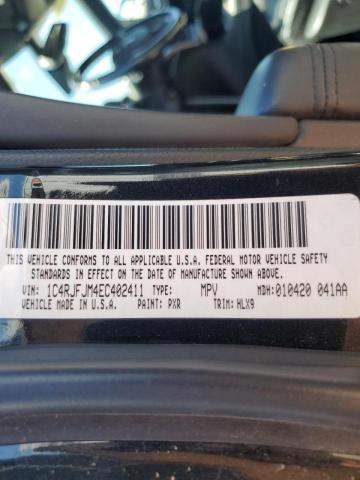 THIS VEHICLE CONFORMS TO ALL APPLICABLE U.S.A. FEDERAL MOTOR VEHICLE SAFETY
STANDARDS IN EFFECT ON THE DATE OF MANUFACTURE SHOWN ABOVE.
VIN: 1C4RJFJM4EC402411 TYPE: MPV MDH: 010420 041AA
VEHICLE MADE IN U.S.A. PAINT: PXR TRIM: HLX9